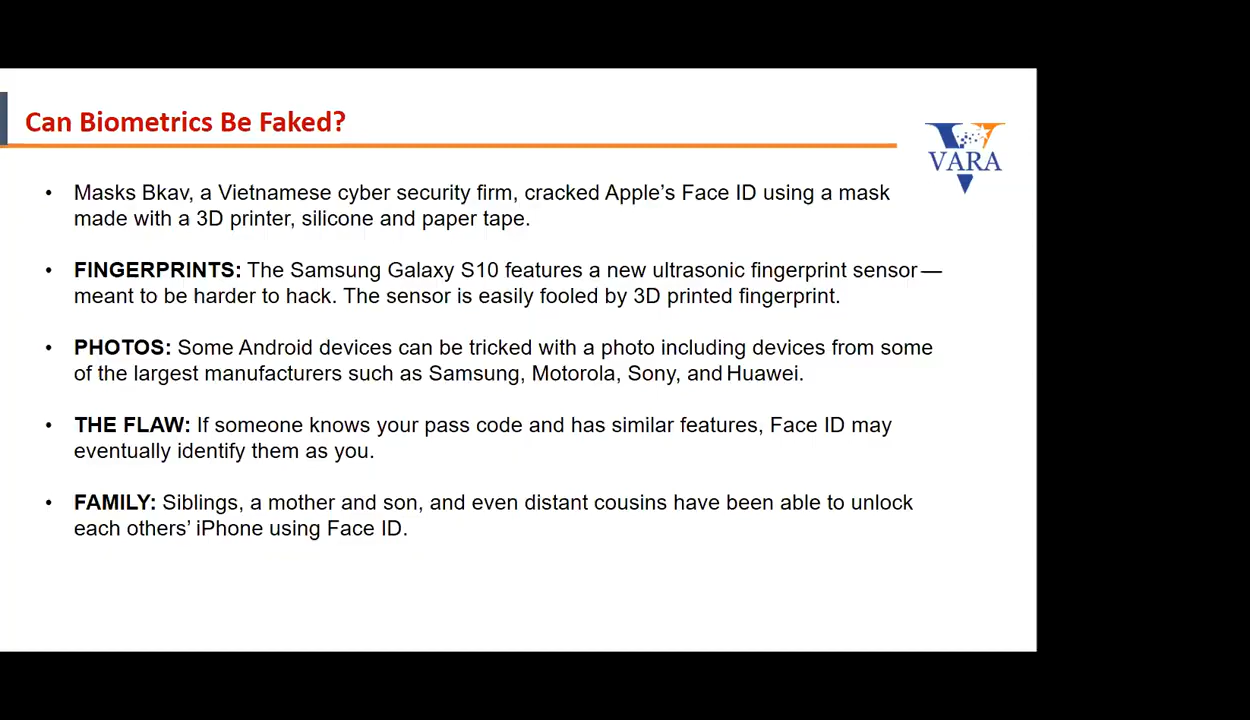 Can Biometrics Be Faked?
VARA
• Masks Bkav, a Vietnamese cyber security firm, cracked Apple’s Face ID using a mask
made with a 3D printer, silicone and paper tape.
• FINGERPRINTS: The Samsung Galaxy S10 features a new ultrasonic fingerprint sensor—
meant to be harder to hack. The sensor is easily fooled by 3D printed fingerprint.
• PHOTOS: Some Android devices can be tricked with a photo including devices from some
of the largest manufacturers such as Samsung, Motorola, Sony, and Huawei.
• THE FLAW: If someone knows your pass code and has similar features, Face ID may
eventually identify them as you.
• FAMILY: Siblings, a mother and son, and even distant cousins have been able to unlock
each others’ iPhone using Face ID.